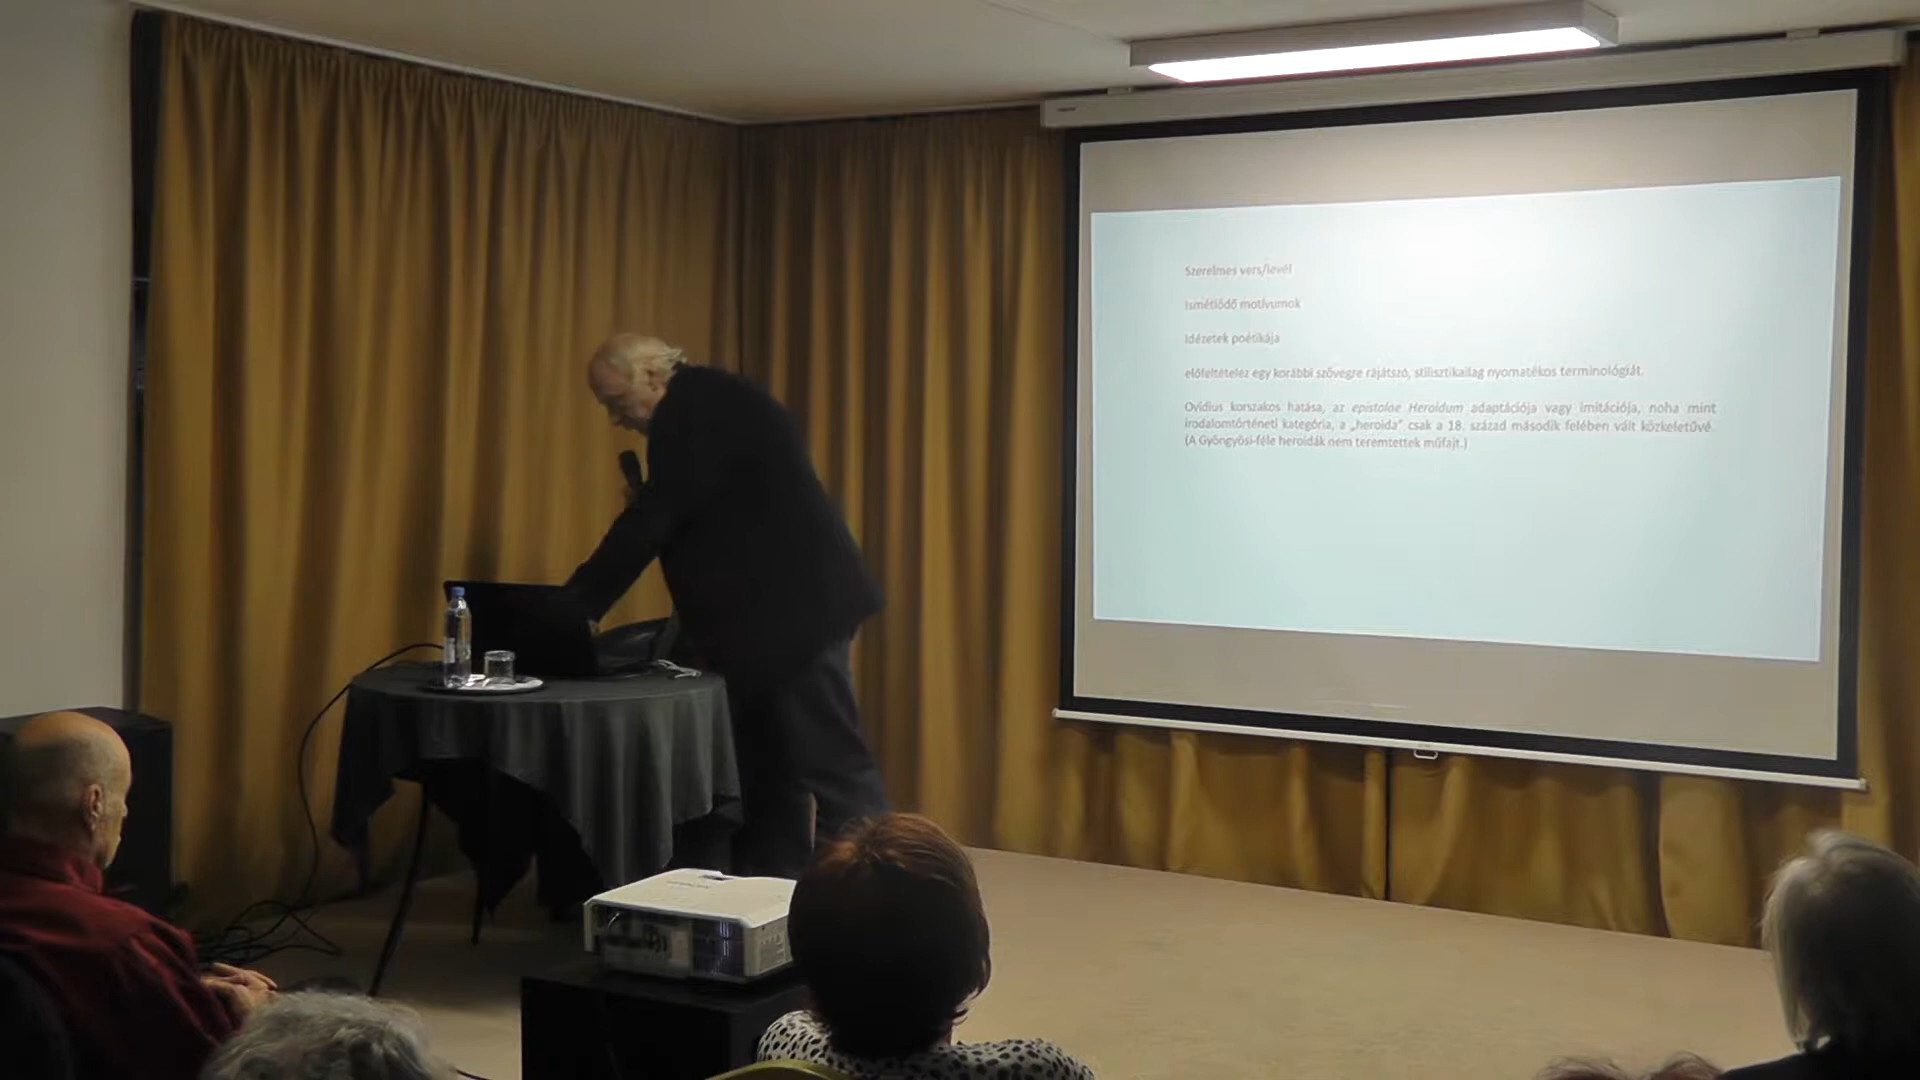 Szerelmes vers/levél
Ismétlődő motívumok
Idézetek poétikája
előfeltételez egy korábbi szövegre rájátszó, stilisztikailag nyomatékos terminológiát.
Ovidius korszakos hatása, az epistolae Heroidum adaptációja vagy imitációja, noha mint
irodalomtörténeti kategória, a „heroida” csak a 18. század második felében vált közkeletűvé.
(A Gyöngyösi-féle heroidák nem teremtettek műfajt.)